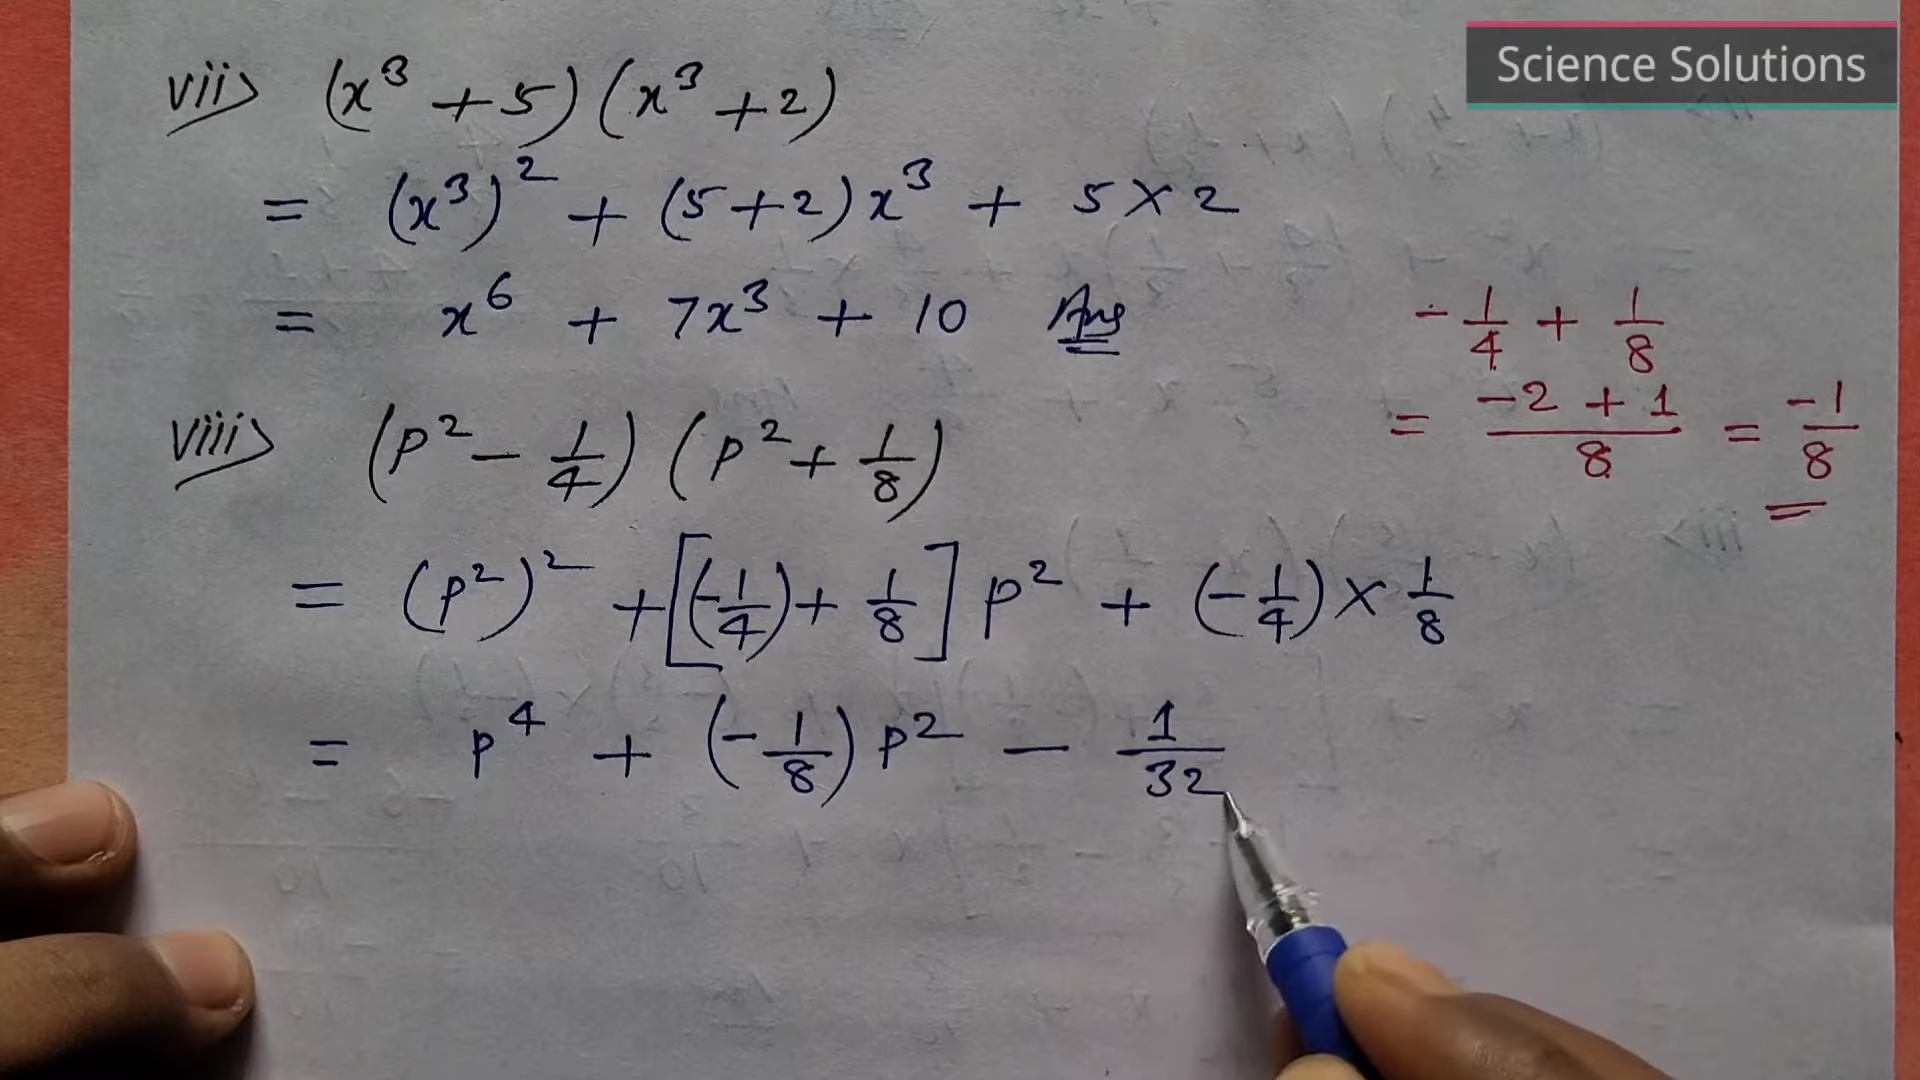 Science Solutions
vii> (x³ + 5) (x³ + 2)
= (x³)² + (5+2) x³ + 5 × 2
= x⁶ + 7x³ + 10 Ans
- 1/4 + 1/8
= (-2 + 1)/8 = -1/8
viii> (p² - 1/4) (p² + 1/8)
= (p²)² + [(-1/4) + 1/8] p² + (-1/4) × 1/8
= p⁴ + (-1/8) p² - 1/32